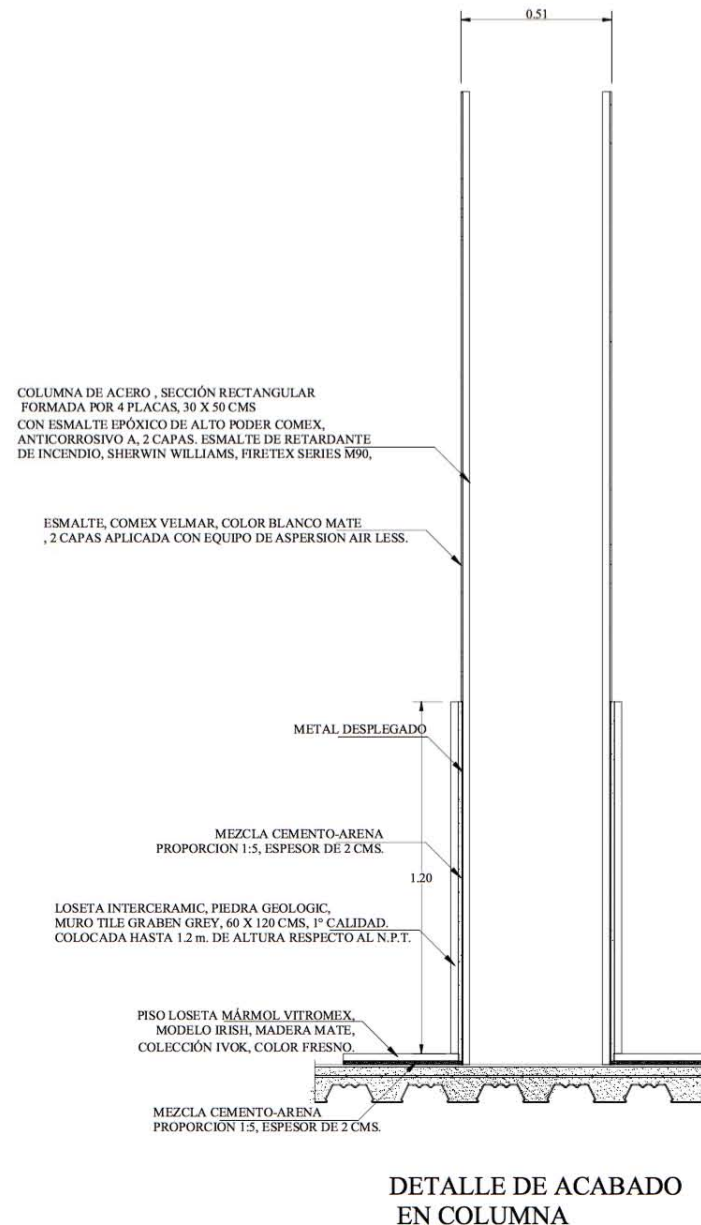 0.51
COLUMNA DE ACERO , SECCIÓN RECTANGULAR
FORMADA POR 4 PLACAS, 30 X 50 CMS
CON ESMALTE EPÓXICO DE ALTO PODER COMEX,
ANTICORROSIVO A, 2 CAPAS. ESMALTE DE RETARDANTE
DE INCENDIO, SHERWIN WILLIAMS, FIRETEX SERIES M90,
ESMALTE, COMEX VELMAR, COLOR BLANCO MATE
, 2 CAPAS APLICADA CON EQUIPO DE ASPERSION AIR LESS.
METAL DESPLEGADO
MEZCLA CEMENTO-ARENA
PROPORCION 1:5, ESPESOR DE 2 CMS.
1.20
LOSETA INTERCERAMIC, PIEDRA GEOLOGIC,
MURO TILE GRABEN GREY, 60 X 120 CMS, 1º CALIDAD.
COLOCADA HASTA 1.2 m. DE ALTURA RESPECTO AL N.P.T.
PISO LOSETA MÁRMOL VITROMEX,
MODELO IRISH, MADERA MATE,
COLECCIÓN IVOK, COLOR FRESNO.
MEZCLA CEMENTO-ARENA
PROPORCION 1:5, ESPESOR DE 2 CMS.
DETALLE DE ACABADO
EN COLUMNA